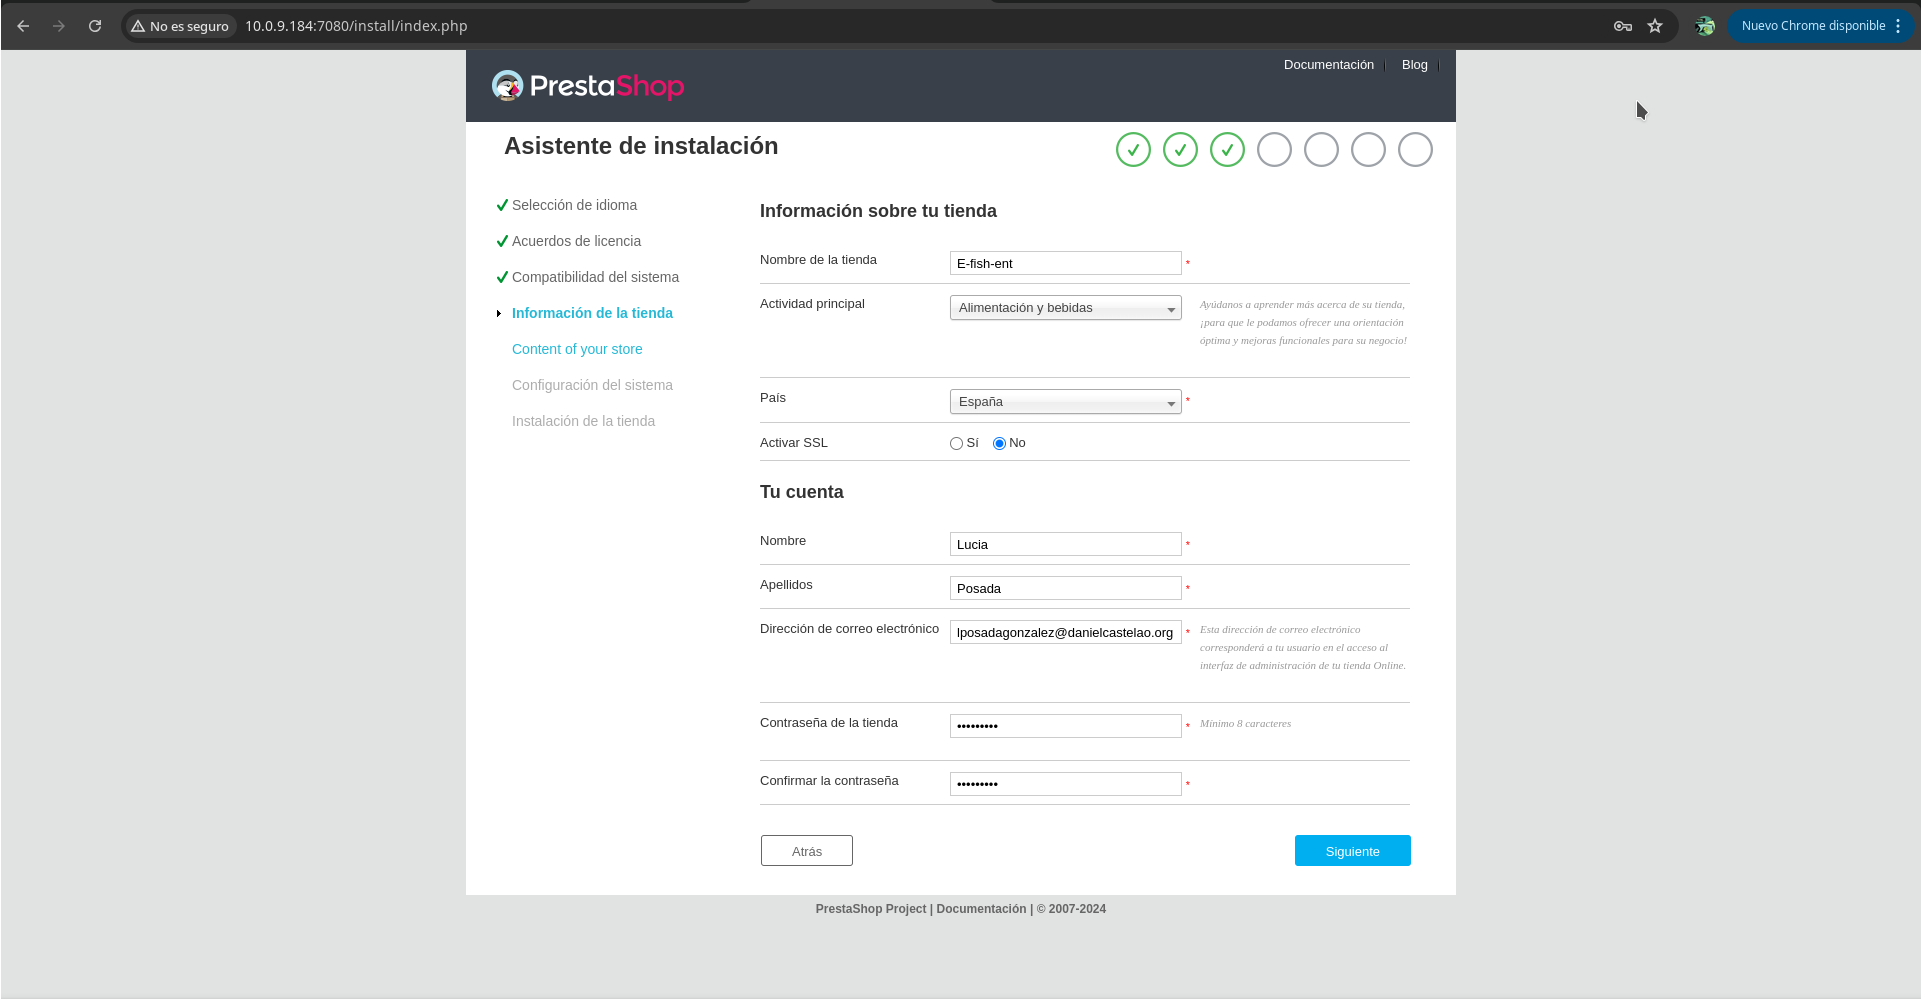 No es seguro
10.0.9.184:7080/install/index.php
Nuevo Chrome disponible
PrestaShop
Documentación
Blog
Asistente de instalación
Selección de idioma
Acuerdos de licencia
Compatibilidad del sistema
Información de la tienda
Content of your store
Configuración del sistema
Instalación de la tienda
Información sobre tu tienda
Nombre de la tienda
E-fish-ent
*
Actividad principal
Alimentación y bebidas
Ayúdanos a aprender más acerca de su tienda,
¡para que le podamos ofrecer una orientación
óptima y mejoras funcionales para su negocio!
País
España
*
Activar SSL
Sí
No
Tu cuenta
Nombre
Lucia
*
Apellidos
Posada
*
Dirección de correo electrónico
lposadagonzalez@danielcastelao.org
*
Esta dirección de correo electrónico
corresponderá a tu usuario en el acceso al
interfaz de administración de tu tienda Online.
Contraseña de la tienda
•••••••••
*
Mínimo 8 caracteres
Confirmar la contraseña
•••••••••
*
Atrás
Siguiente
PrestaShop Project | Documentación | © 2007-2024